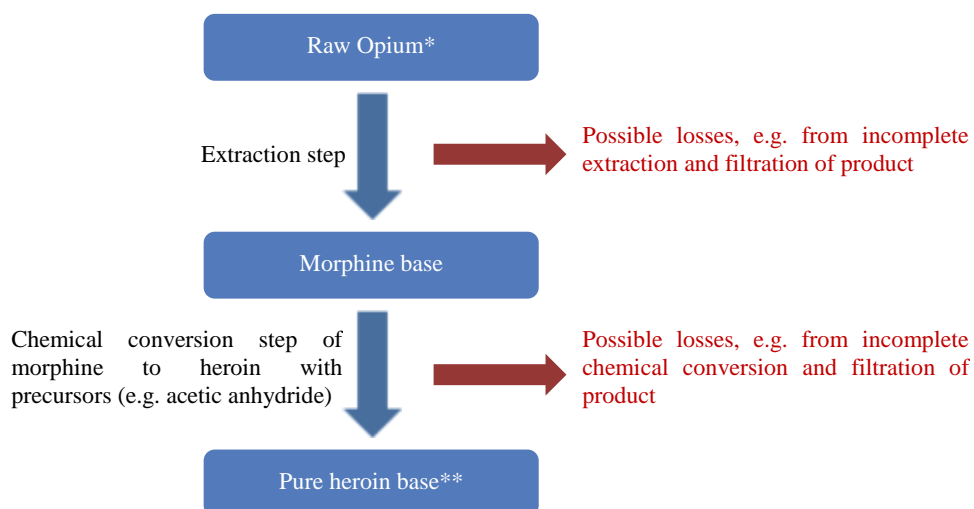 Raw Opium*
Extraction step
Possible losses, e.g. from incomplete
extraction and filtration of product
Morphine base
Chemical conversion step of
morphine to heroin with
precursors (e.g. acetic anhydride)
Possible losses, e.g. from incomplete
chemical conversion and filtration of
product
Pure heroin base**